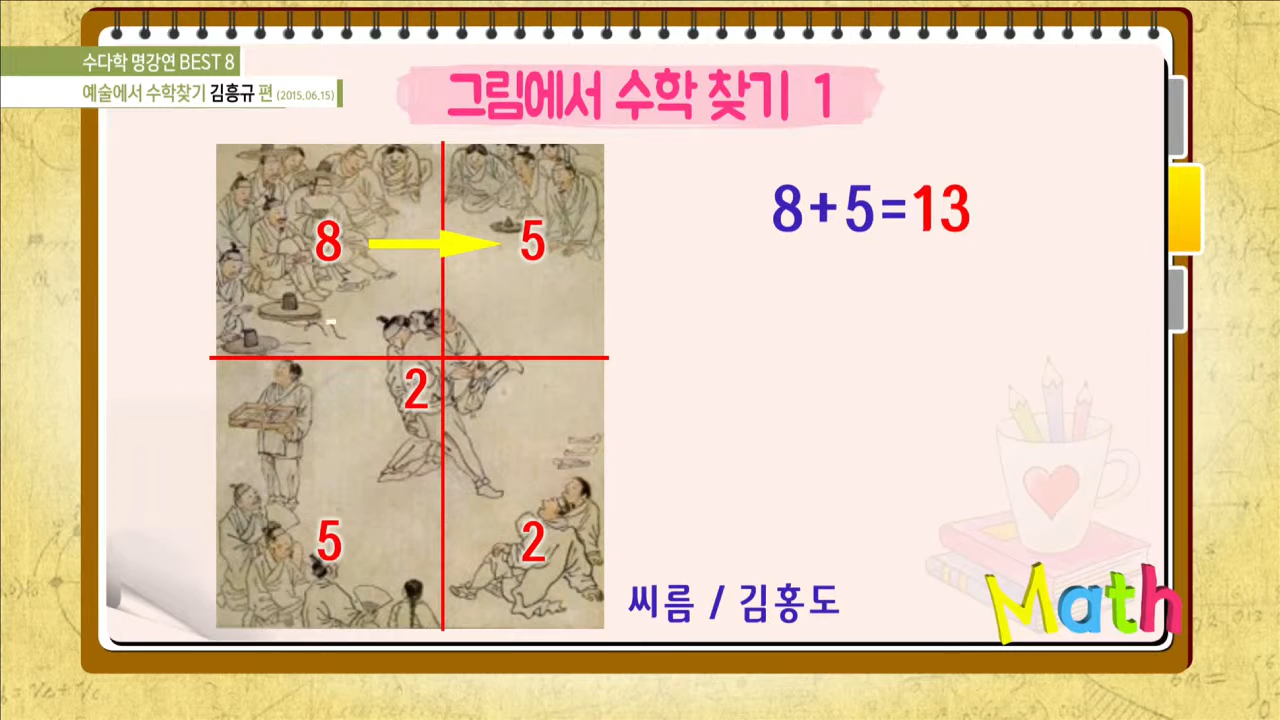 수다학 명강연 BEST 8
예술에서 수학찾기 김흥규 편 (2015.06.15)
그림에서 수학 찾기 1
8+5=13
8 5
2
5 2
씨름 / 김홍도
Math